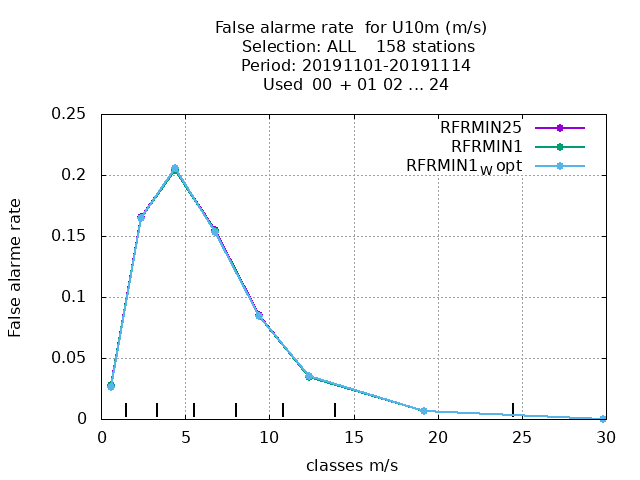 False alarme rate  for U10m (m/s)
Selection: ALL    158 stations
Period: 20191101-20191114
Used  00  + 01 02 ... 24
RFRMIN25
RFRMIN1
RFRMIN1W opt
0.25
0.2
0.15
0.1
0.05
0
False alarme rate
0 5 10 15 20 25 30
classes m/s